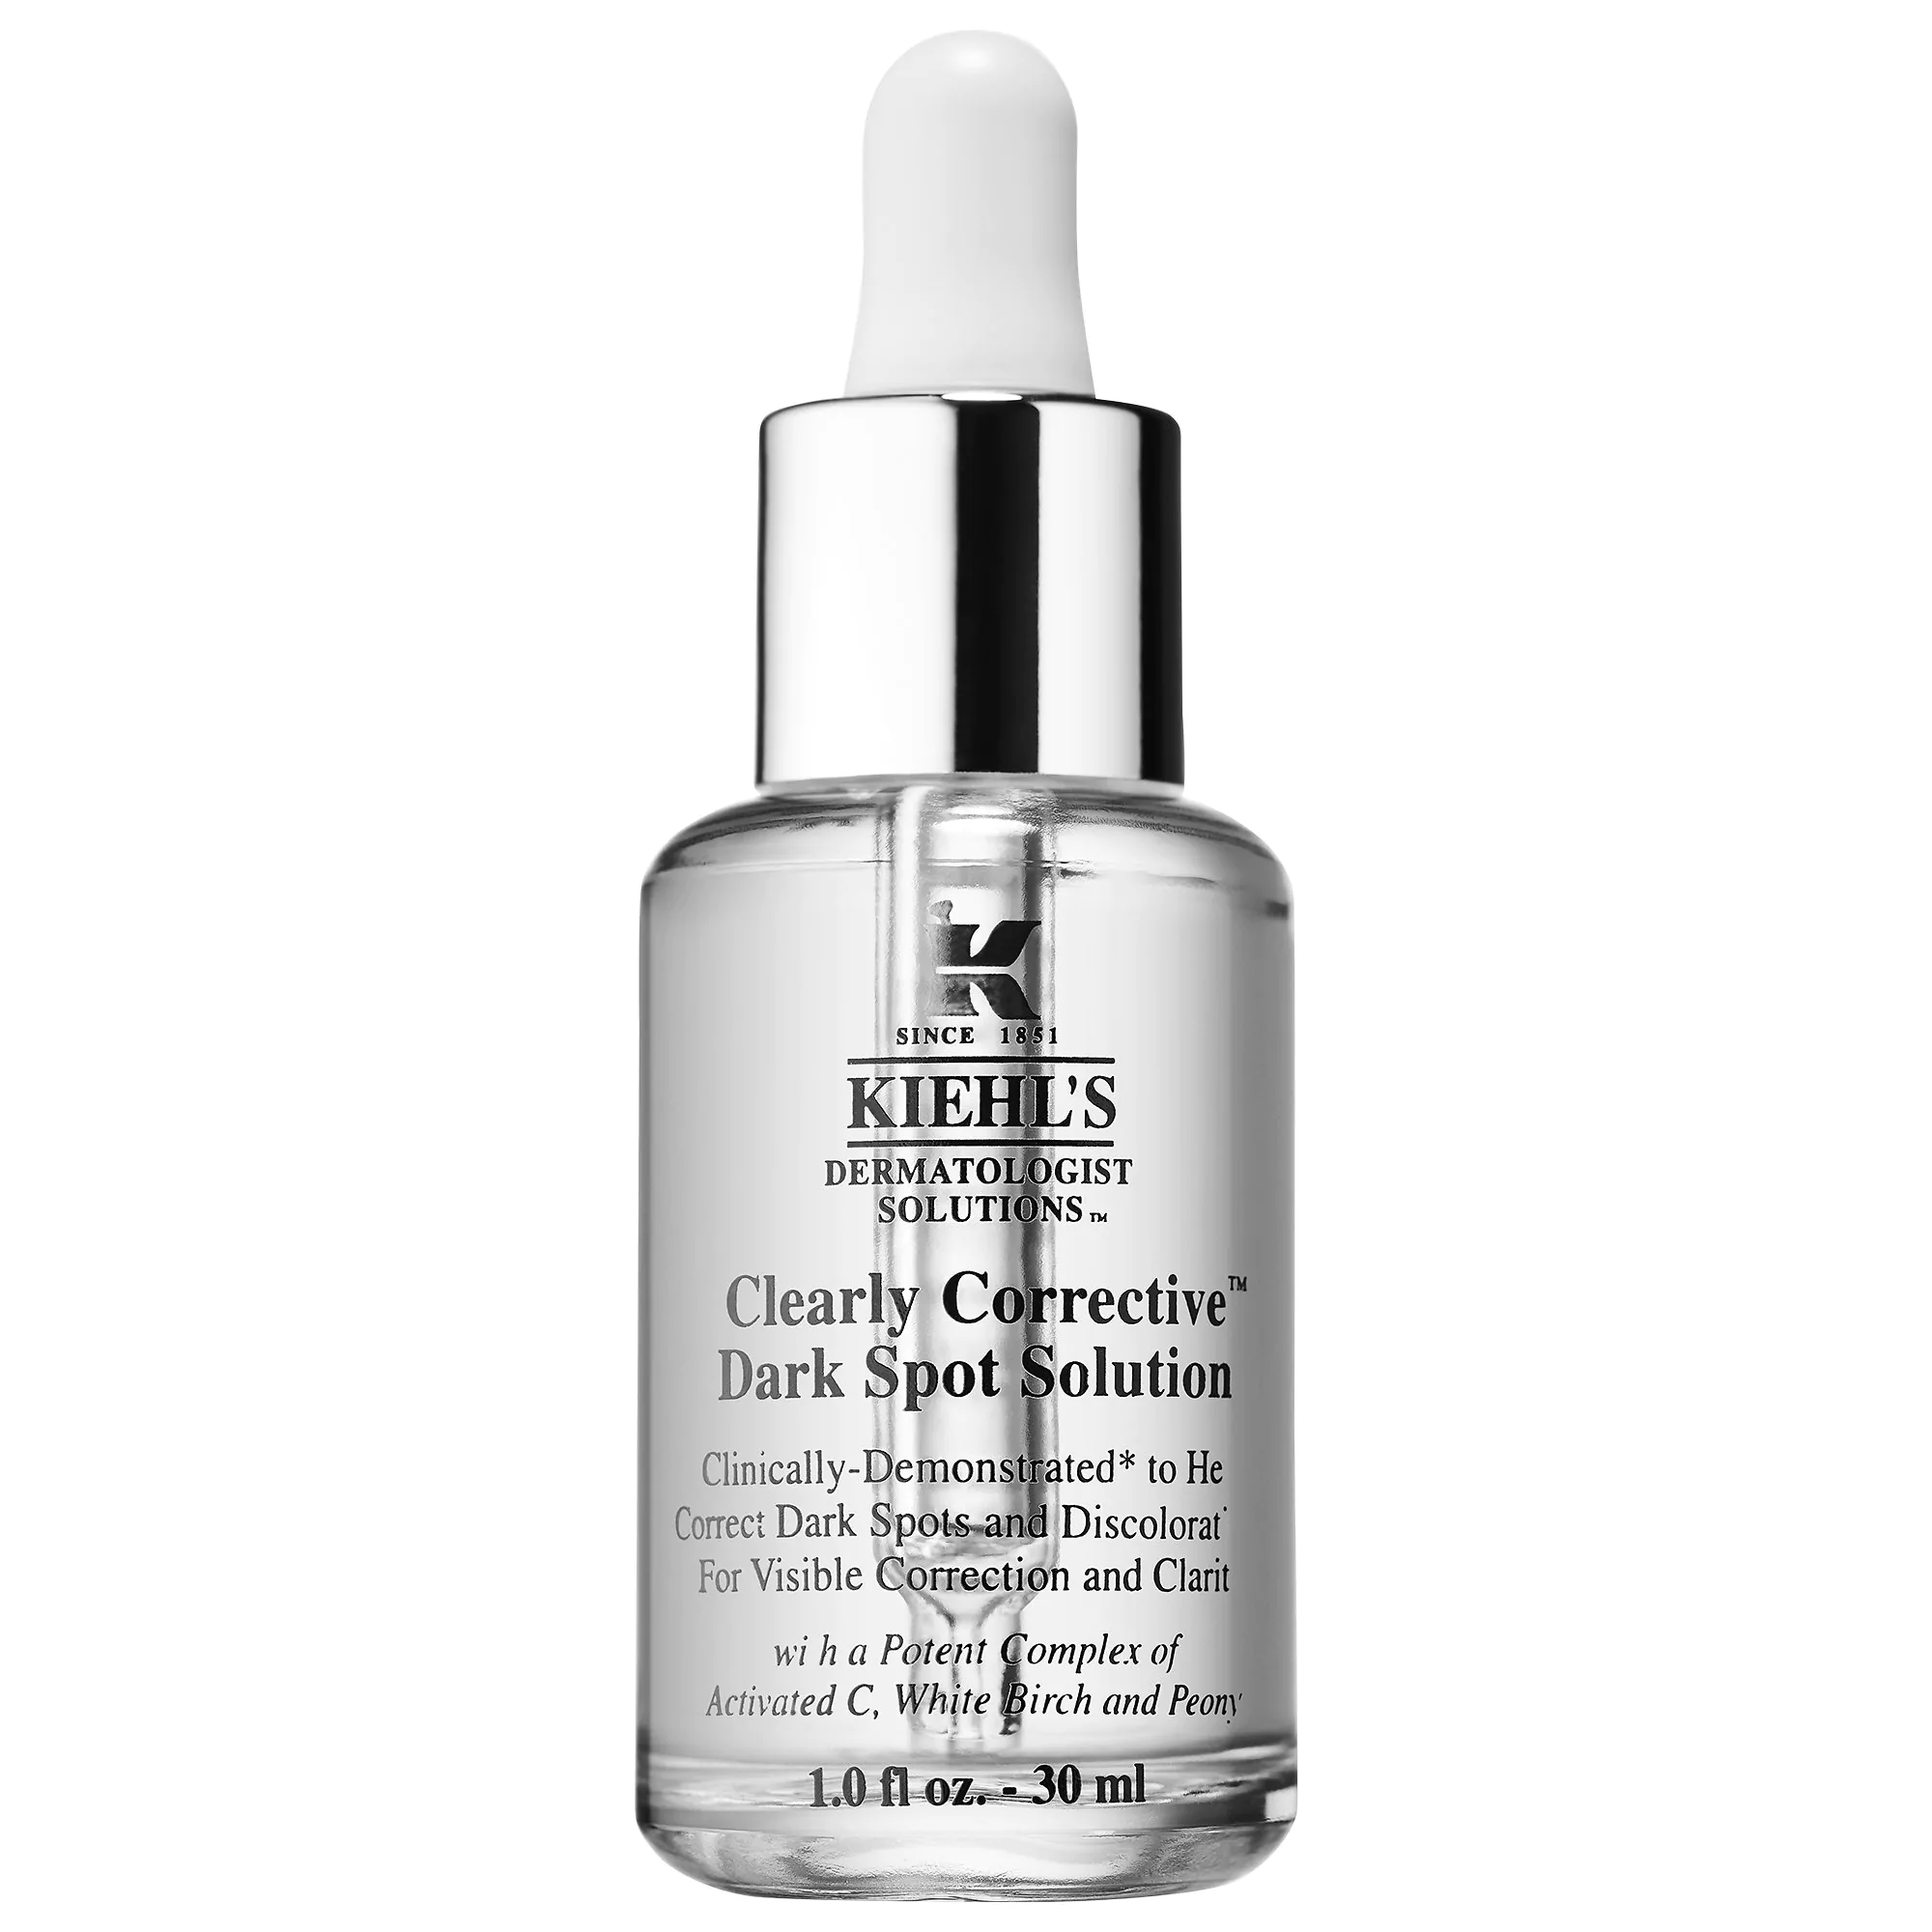 K
SINCE 1851
KIEHL'S
DERMATOLOGIST
SOLUTIONS™
Clearly Corrective™
Dark Spot Solution
Clinically-Demonstrated* to He
Correct Dark Spots and Discolorat
For Visible Correction and Clarit
wi h a Potent Complex of
Activated C, White Birch and Peony
1.0 fl oz. - 30 ml